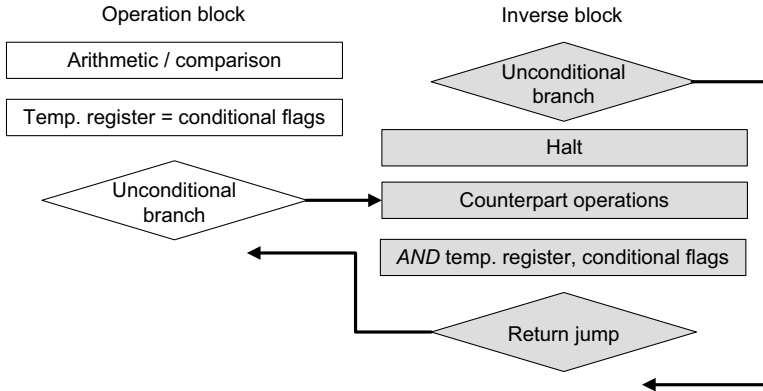 Operation block
Inverse block
Arithmetic / comparison
Unconditional
branch
Temp. register = conditional flags
Halt
Unconditional
branch
Counterpart operations
AND temp. register, conditional flags
Return jump